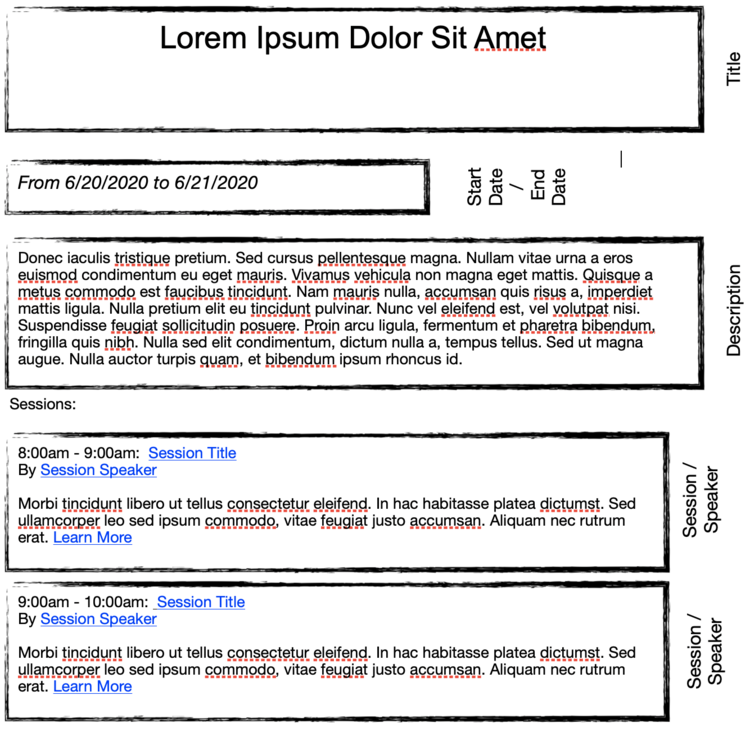 Lorem Ipsum Dolor Sit Amet
Title
From 6/20/2020 to 6/21/2020
Start
Date
/
End
Date
Donec iaculis tristique pretium. Sed cursus pellentesque magna. Nullam vitae urna a eros
euismod condimentum eu eget mauris. Vivamus vehicula non magna eget mattis. Quisque a
metus commodo est faucibus tincidunt. Nam mauris nulla, accumsan quis risus a, imperdiet
mattis ligula. Nulla pretium elit eu tincidunt pulvinar. Nunc vel eleifend est, vel volutpat nisi.
Suspendisse feugiat sollicitudin posuere. Proin arcu ligula, fermentum et pharetra bibendum,
fringilla quis nibh. Nulla sed elit condimentum, dictum nulla a, tempus tellus. Sed ut magna
augue. Nulla auctor turpis quam, et bibendum ipsum rhoncus id.
Description
Sessions:
8:00am - 9:00am: Session Title
By Session Speaker
Morbi tincidunt libero ut tellus consectetur eleifend. In hac habitasse platea dictumst. Sed
ullamcorper leo sed ipsum commodo, vitae feugiat justo accumsan. Aliquam nec rutrum
erat. Learn More
Session /
Speaker
9:00am - 10:00am: Session Title
By Session Speaker
Morbi tincidunt libero ut tellus consectetur eleifend. In hac habitasse platea dictumst. Sed
ullamcorper leo sed ipsum commodo, vitae feugiat justo accumsan. Aliquam nec rutrum
erat. Learn More
Session /
Speaker